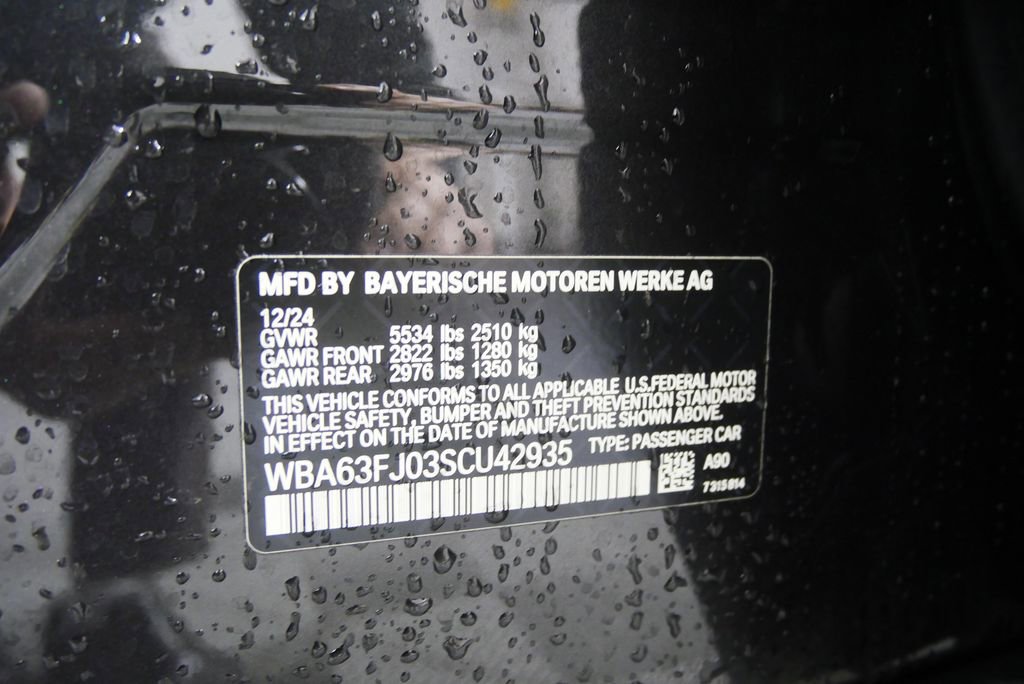 MFD BY BAYERISCHE MOTOREN WERKE AG
12/24
GVWR 5534 lbs 2510 kg
GAWR FRONT 2822 lbs 1280 kg
GAWR REAR 2976 lbs 1350 kg
THIS VEHICLE CONFORMS TO ALL APPLICABLE U.S.FEDERAL MOTOR
VEHICLE SAFETY, BUMPER AND THEFT PREVENTION STANDARDS
IN EFFECT ON THE DATE OF MANUFACTURE SHOWN ABOVE.
WBA63FJ03SCU42935 TYPE: PASSENGER CAR
A90
7315814